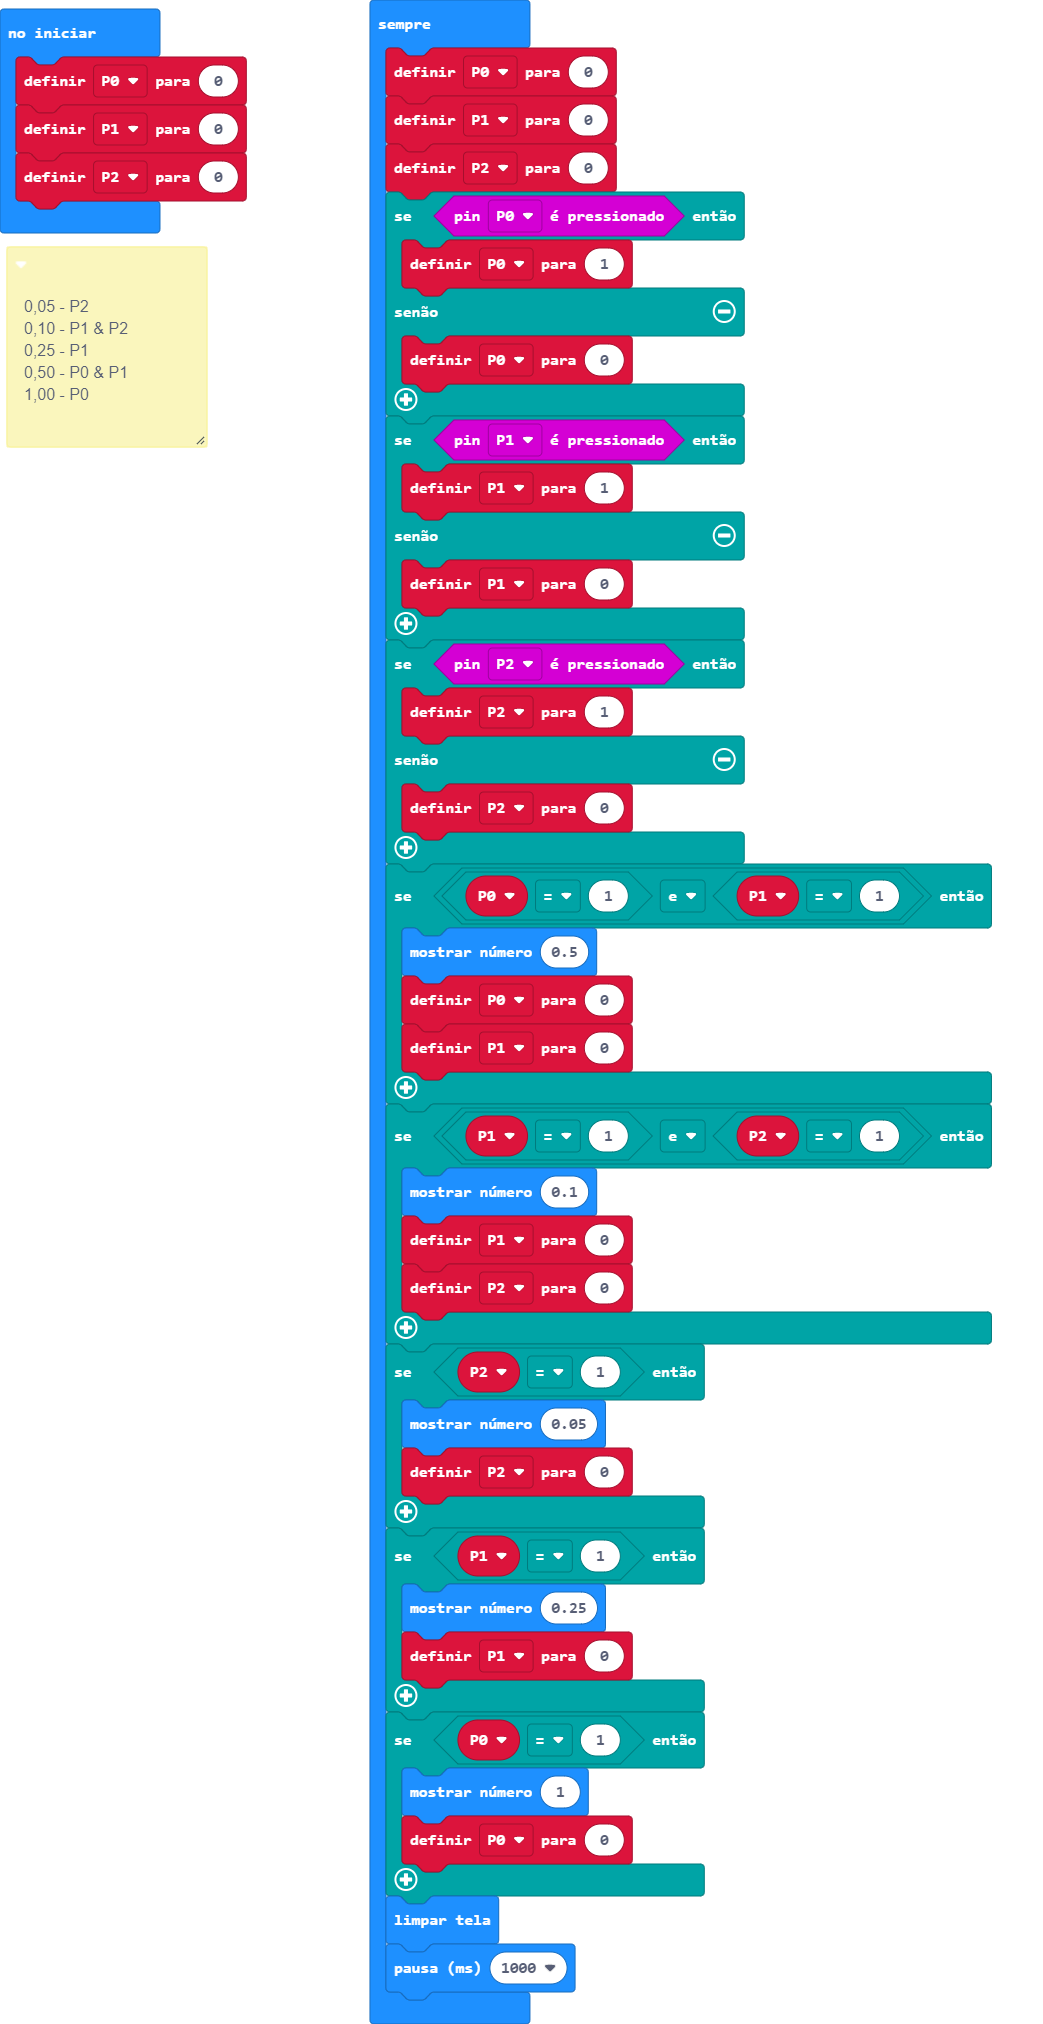 no iniciar
definir P0 para 0
definir P1 para 0
definir P2 para 0
0,05 - P2
0,10 - P1 & P2
0,25 - P1
0,50 - P0 & P1
1,00 - P0
sempre
definir P0 para 0
definir P1 para 0
definir P2 para 0
se pin P0 é pressionado então
definir P0 para 1
senão
definir P0 para 0
se pin P1 é pressionado então
definir P1 para 1
senão
definir P1 para 0
se pin P2 é pressionado então
definir P2 para 1
senão
definir P2 para 0
se P0 = 1 e P1 = 1 então
mostrar número 0.5
definir P0 para 0
definir P1 para 0
se P1 = 1 e P2 = 1 então
mostrar número 0.1
definir P1 para 0
definir P2 para 0
se P2 = 1 então
mostrar número 0.05
definir P2 para 0
se P1 = 1 então
mostrar número 0.25
definir P1 para 0
se P0 = 1 então
mostrar número 1
definir P0 para 0
limpar tela
pausa (ms) 1000